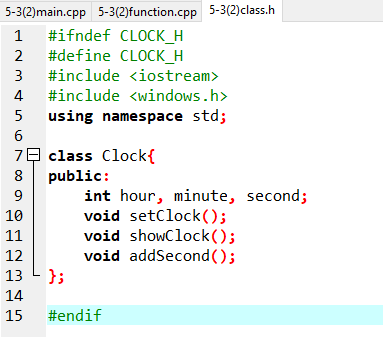 5-3(2)main.cpp 5-3(2)function.cpp 5-3(2)class.h
1 #ifndef CLOCK_H
2 #define CLOCK_H
3 #include <iostream>
4 #include <windows.h>
5 using namespace std;
6
7 class Clock{
8 public:
9     int hour, minute, second;
10     void setClock();
11     void showClock();
12     void addSecond();
13 };
14
15 #endif